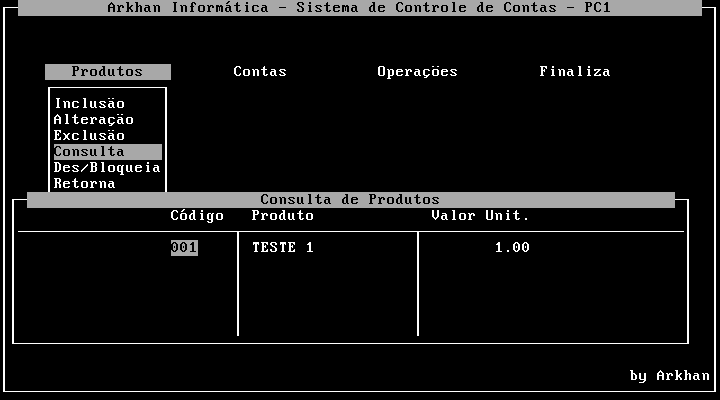 Arkhan Informática - Sistema de Controle de Contas - PC1
Produtos Contas Operações Finaliza
Inclusão
Alteração
Exclusão
Consulta
Des/Bloqueia
Retorna
Consulta de Produtos
Código Produto Valor Unit.
001 TESTE 1 1.00
by Arkhan